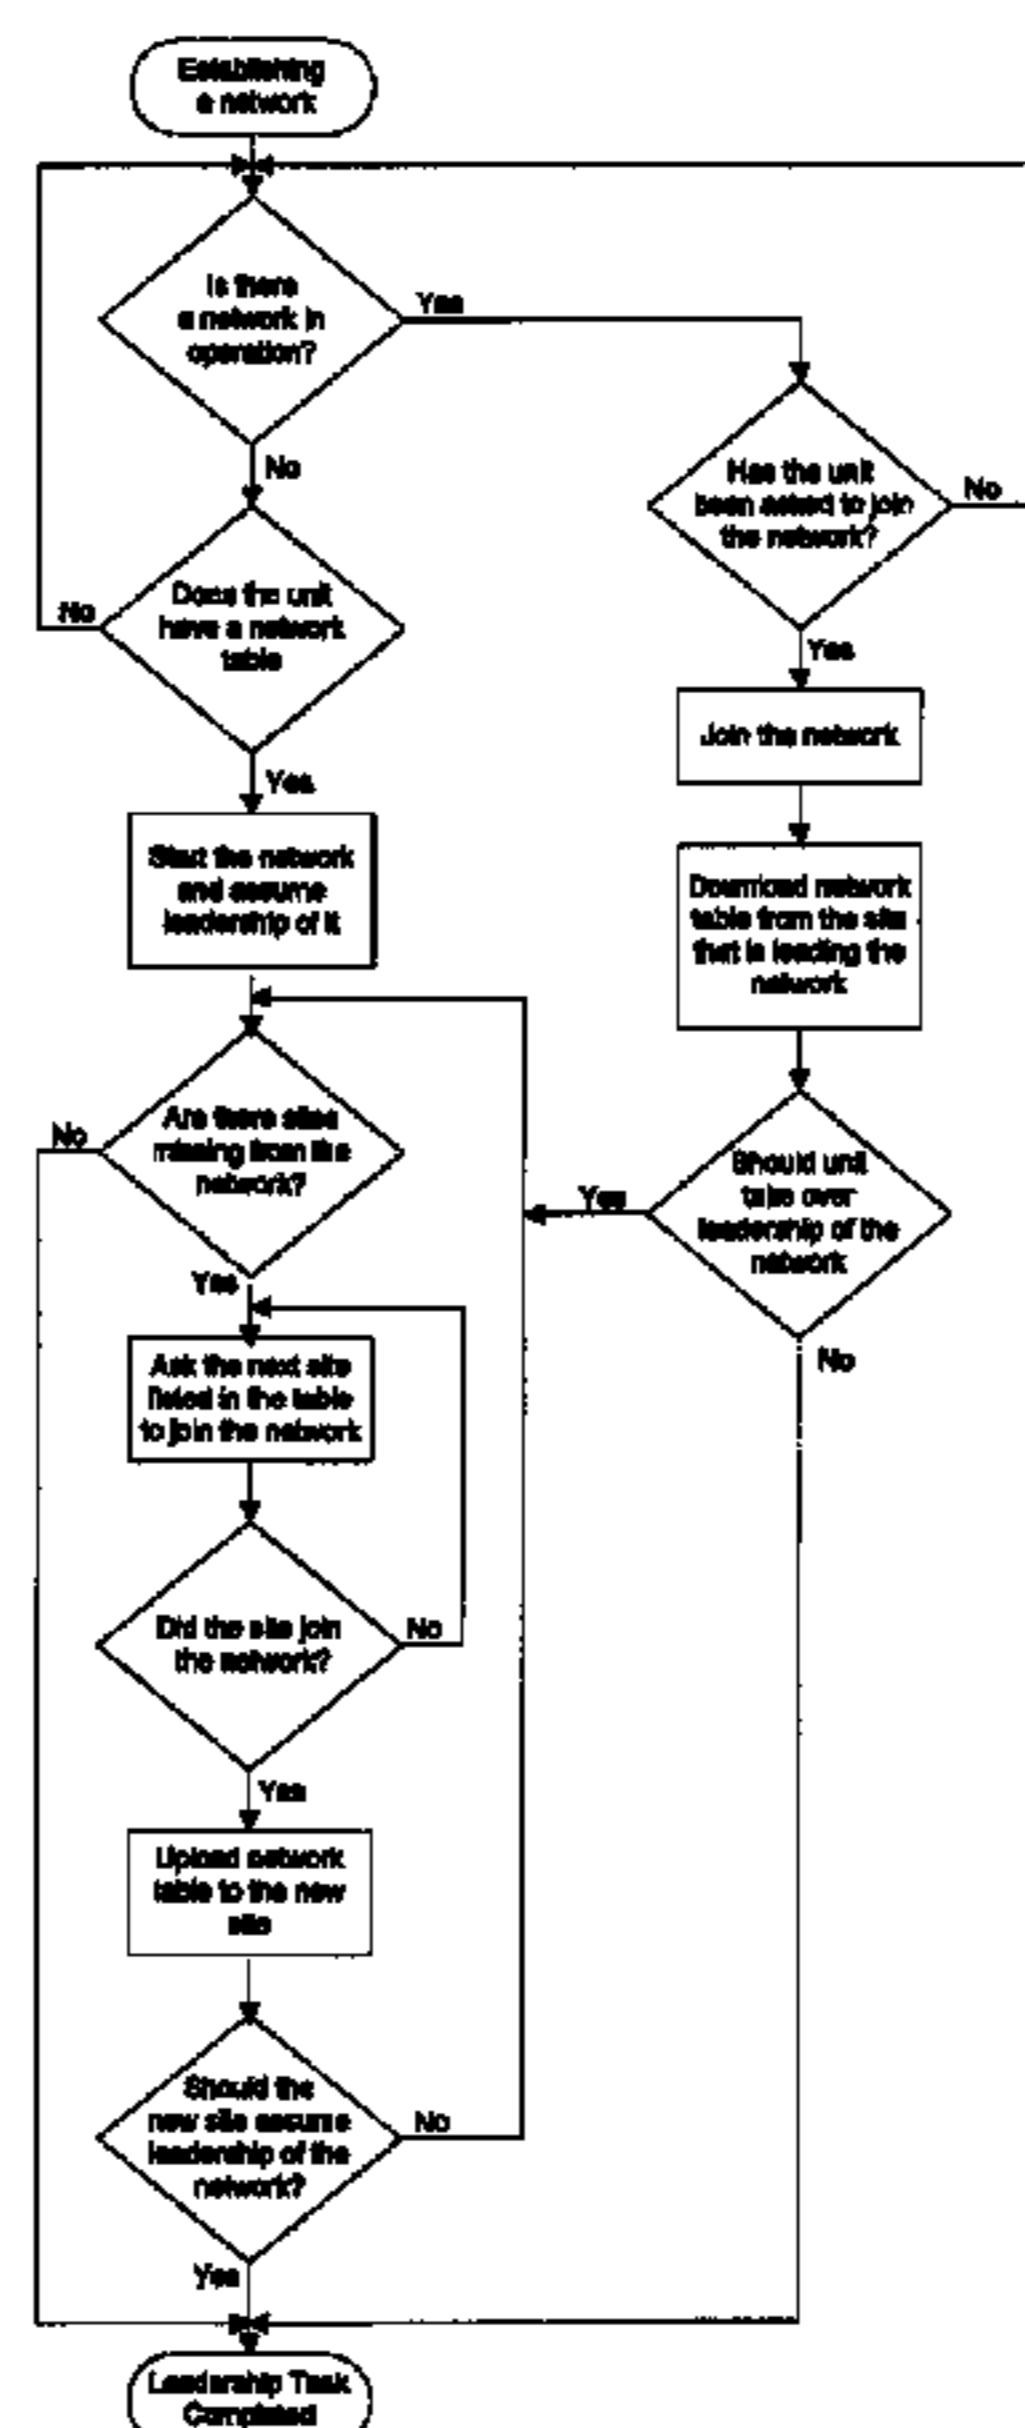 Establishing
a network
Is there
a network in
operation?
Yes
No
Has the unit
been asked to join
the network?
No
Yes
Does the unit
have a network
table
No
Yes
Join the network
Start the network
and assume
leadership of it
Download network
table from the site
that is leading the
network
Are there sites
missing from the
network?
No
Yes
Should unit
take over
leadership of the
network
Yes
No
Ask the next site
listed in the table
to join the network
Did the site join
the network?
No
Yes
Upload network
table to the new
site
Should the
new site assume
leadership of the
network?
No
Yes
Leadership Task
Completed